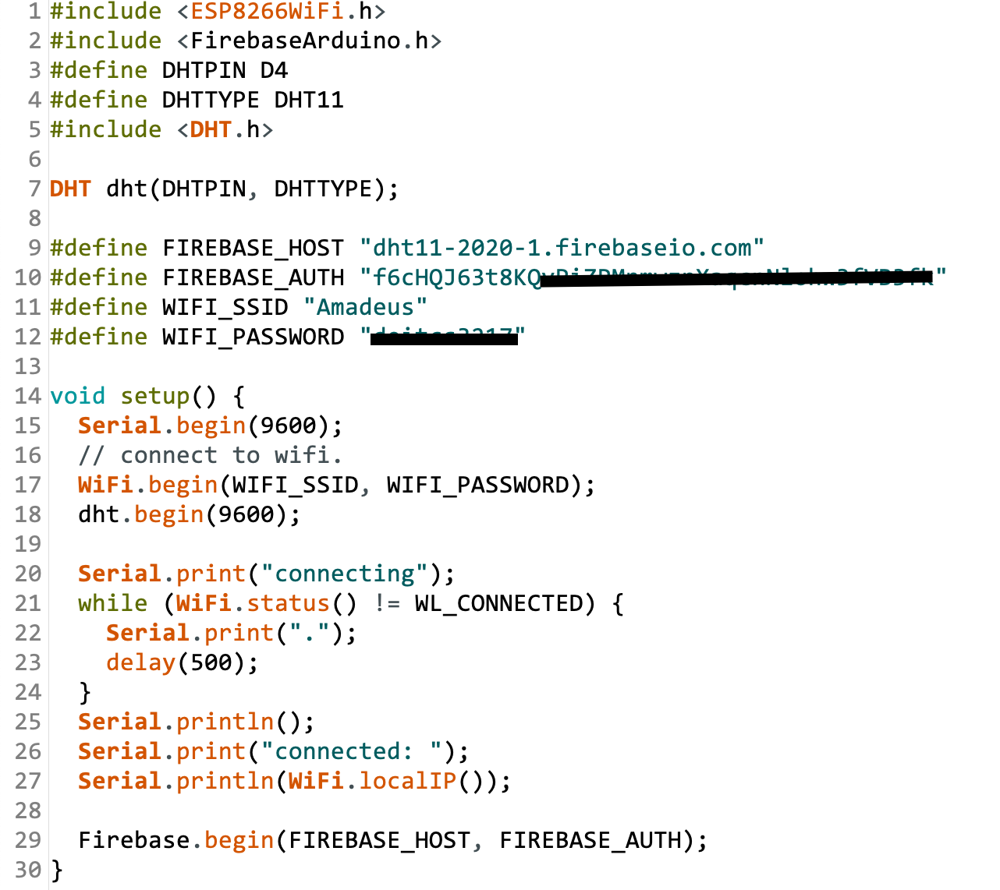 1 #include <ESP8266WiFi.h>
2 #include <FirebaseArduino.h>
3 #define DHTPIN D4
4 #define DHTTYPE DHT11
5 #include <DHT.h>
6
7 DHT dht(DHTPIN, DHTTYPE);
8
9 #define FIREBASE_HOST "dht11-2020-1.firebaseio.com"
10 #define FIREBASE_AUTH "f6cHQJ63t8KQ"
11 #define WIFI_SSID "Amadeus"
12 #define WIFI_PASSWORD ""
13
14 void setup() {
15   Serial.begin(9600);
16   // connect to wifi.
17   WiFi.begin(WIFI_SSID, WIFI_PASSWORD);
18   dht.begin(9600);
19
20   Serial.print("connecting");
21   while (WiFi.status() != WL_CONNECTED) {
22     Serial.print(".");
23     delay(500);
24   }
25   Serial.println();
26   Serial.print("connected: ");
27   Serial.println(WiFi.localIP());
28
29   Firebase.begin(FIREBASE_HOST, FIREBASE_AUTH);
30 }